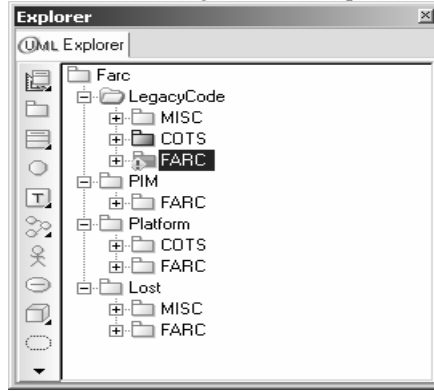 Explorer
UML Explorer
Farc
LegacyCode
MISC
COTS
FARC
PIM
FARC
Platform
COTS
FARC
Lost
MISC
FARC
T